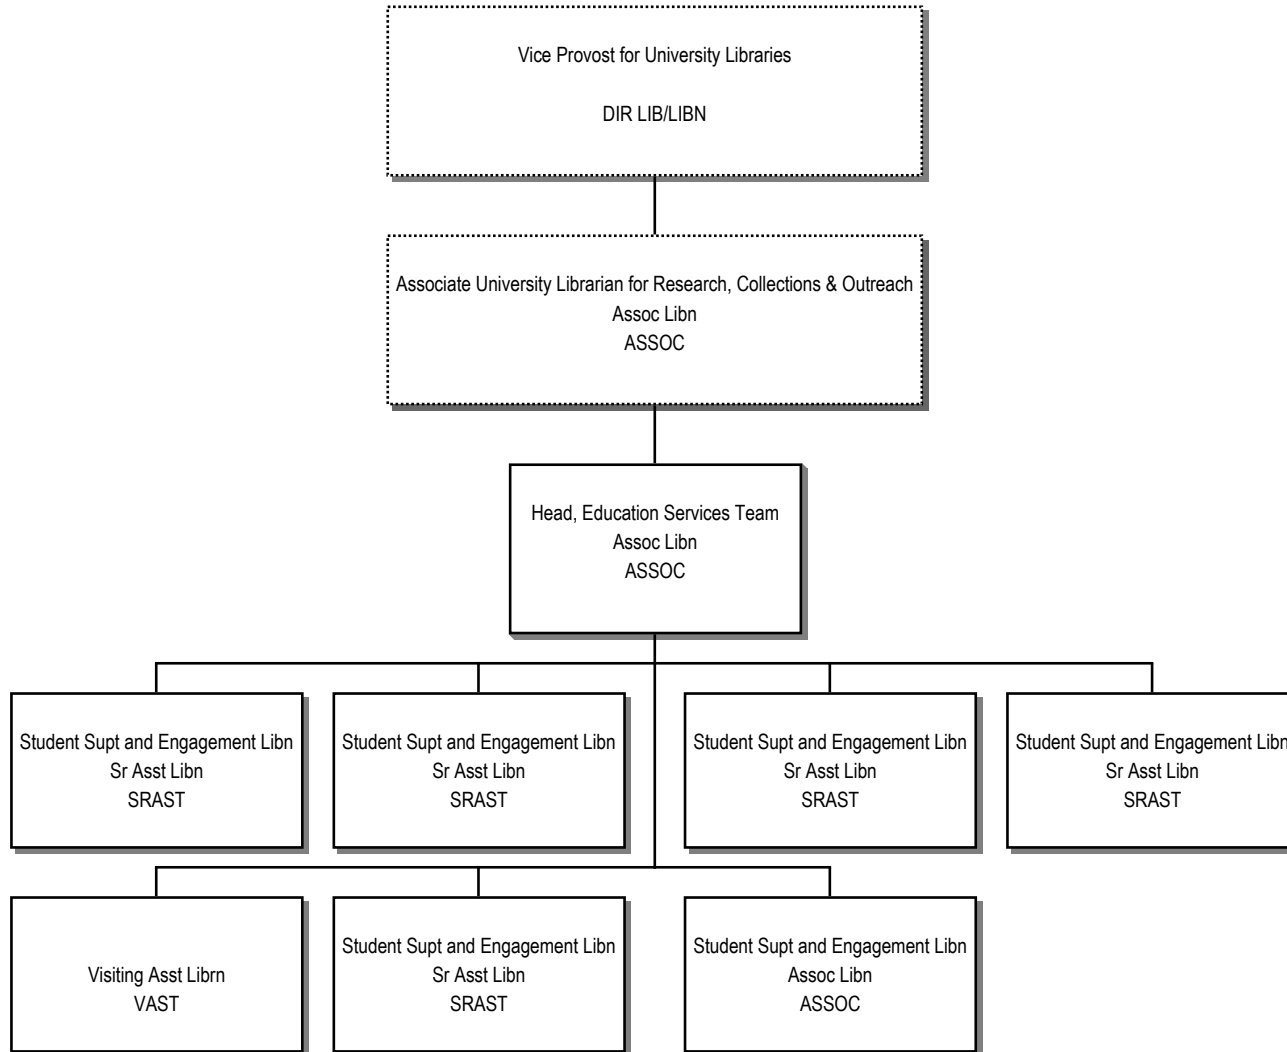 Vice Provost for University Libraries
DIR LIB/LIBN
Associate University Librarian for Research, Collections & Outreach
Assoc Libn
ASSOC
Head, Education Services Team
Assoc Libn
ASSOC
Student Supt and Engagement Libn
Sr Asst Libn
SRAST
Student Supt and Engagement Libn
Sr Asst Libn
SRAST
Student Supt and Engagement Libn
Sr Asst Libn
SRAST
Student Supt and Engagement Libn
Sr Asst Libn
SRAST
Visiting Asst Librn
VAST
Student Supt and Engagement Libn
Sr Asst Libn
SRAST
Student Supt and Engagement Libn
Assoc Libn
ASSOC